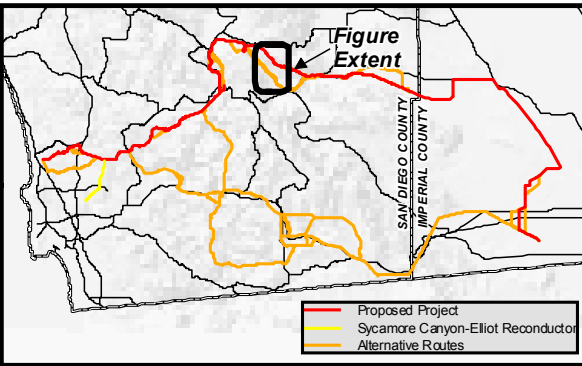 Figure
Extent
SAN DIEGO COUNTY
IMPERIAL COUNTY
Proposed Project
Sycamore Canyon-Elliot Reconductor
Alternative Routes